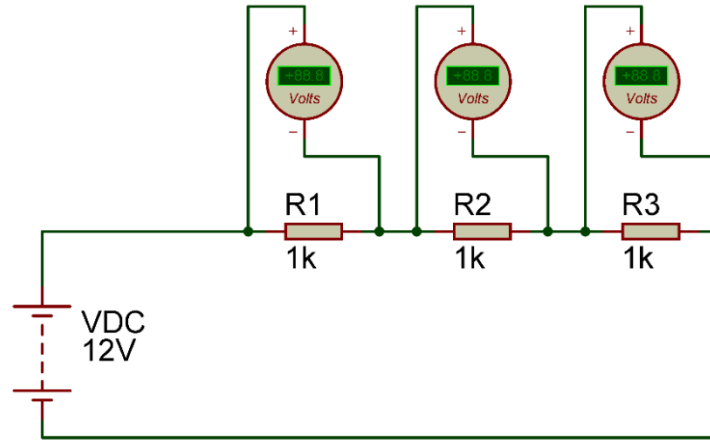 + + +
+88.8 +88.8 +88.8
Volts Volts Volts
− − −
R1 R2 R3
1k 1k 1k
VDC
12V